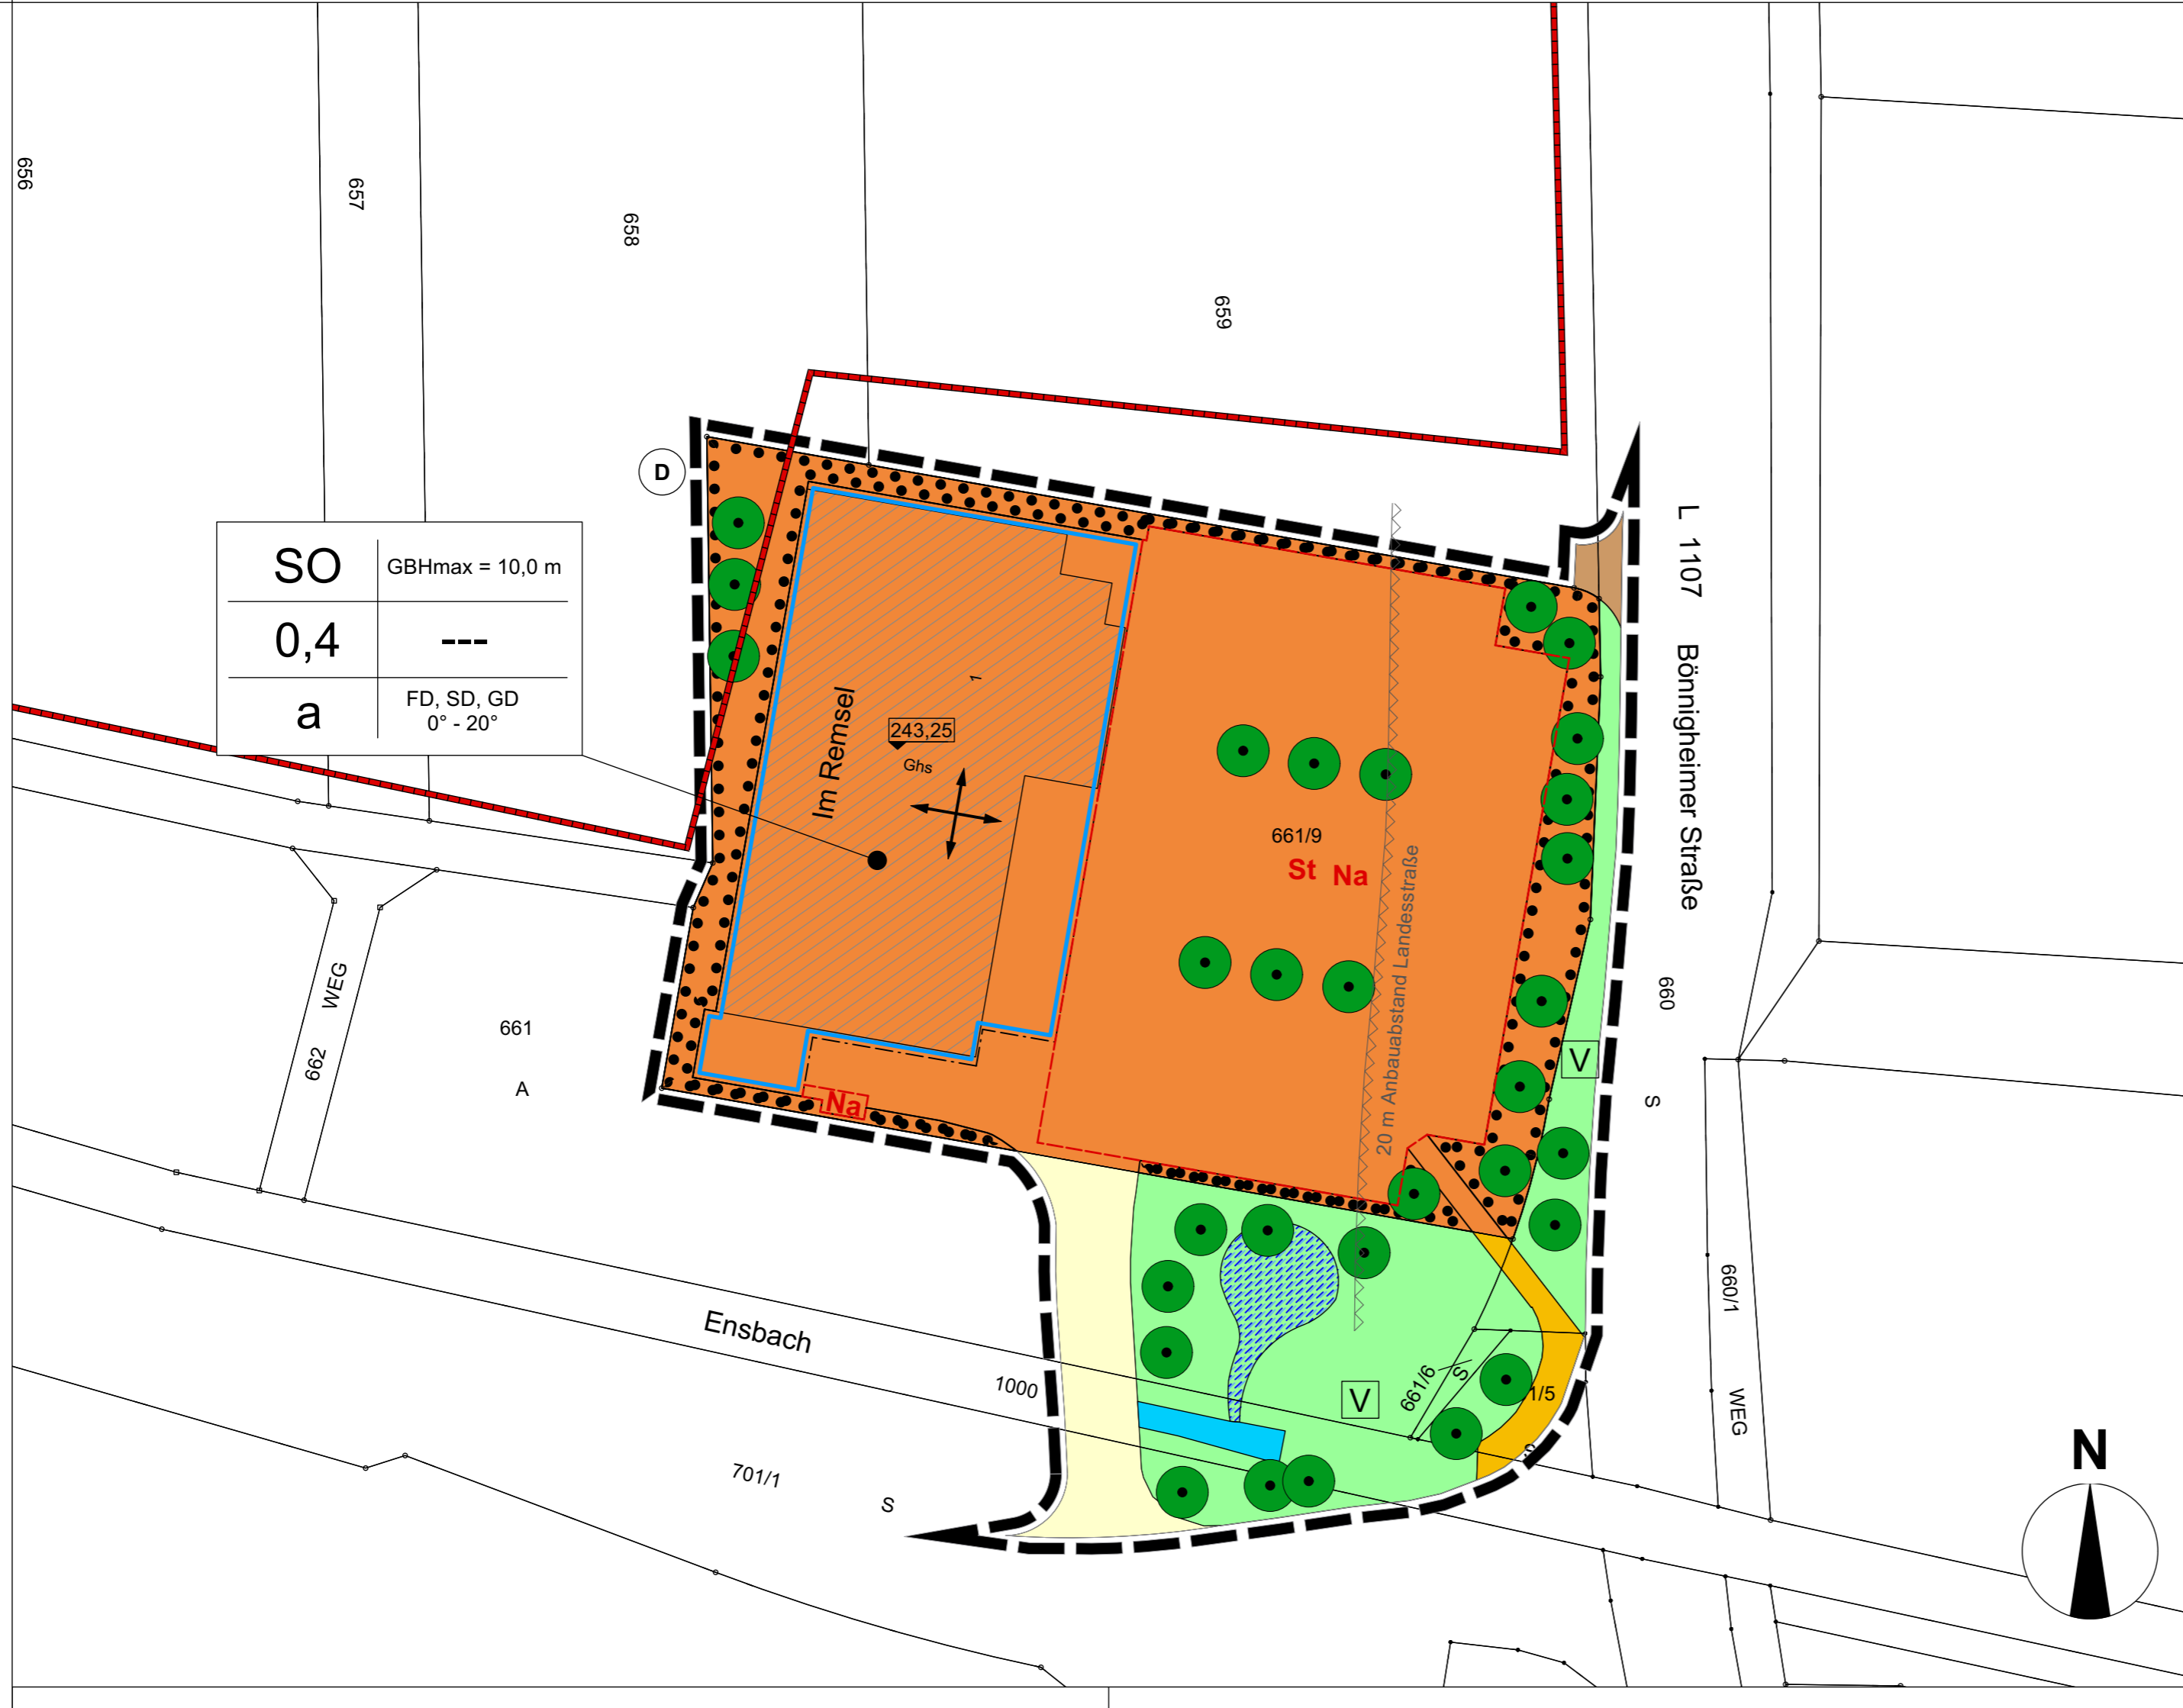 656
657
658
659
D
SO
GBHmax = 10,0 m
0,4
---
a
FD, SD, GD
0° - 20°
L 1107 Bönnigheimer Straße
Im Remsel
1
243,25
Ghs
661/9
St Na
20 m Anbauabstand Landesstraße
660
S
V
WEG
662
661
A
Na
Ensbach
1000
701/1
S
V
661/6
S
1/5
S
660/1
WEG
N